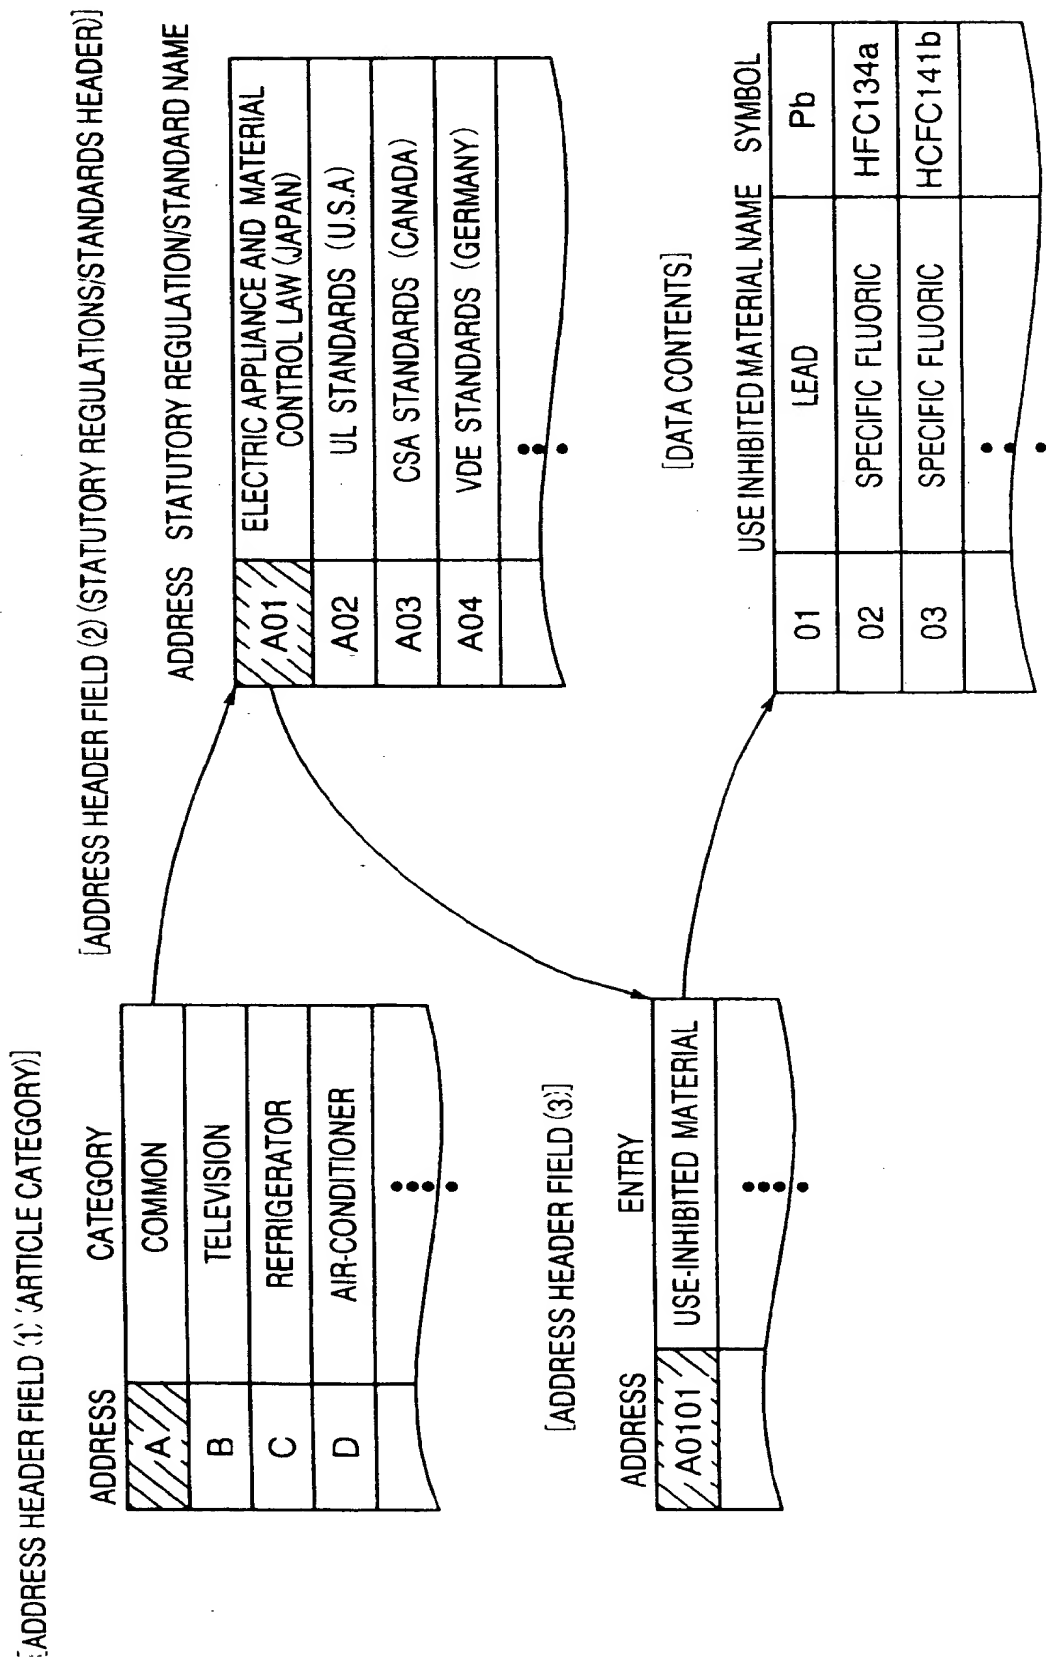 [ADDRESS HEADER FIELD (1) (ARTICLE CATEGORY)]
ADDRESS CATEGORY
A COMMON
B TELEVISION
C REFRIGERATOR
D AIR-CONDITIONER
[ADDRESS HEADER FIELD (2) (STATUTORY REGULATIONS/STANDARDS HEADER)]
ADDRESS STATUTORY REGULATION/STANDARD NAME
A01 ELECTRIC APPLIANCE AND MATERIAL
CONTROL LAW (JAPAN)
A02 UL STANDARDS (U.S.A)
A03 CSA STANDARDS (CANADA)
A04 VDE STANDARDS (GERMANY)
[ADDRESS HEADER FIELD (3)]
ADDRESS ENTRY
A0101 USE-INHIBITED MATERIAL
[DATA CONTENTS]
USE INHIBITED MATERIAL NAME SYMBOL
01 LEAD Pb
02 SPECIFIC FLUORIC HFC134a
03 SPECIFIC FLUORIC HCFC141b